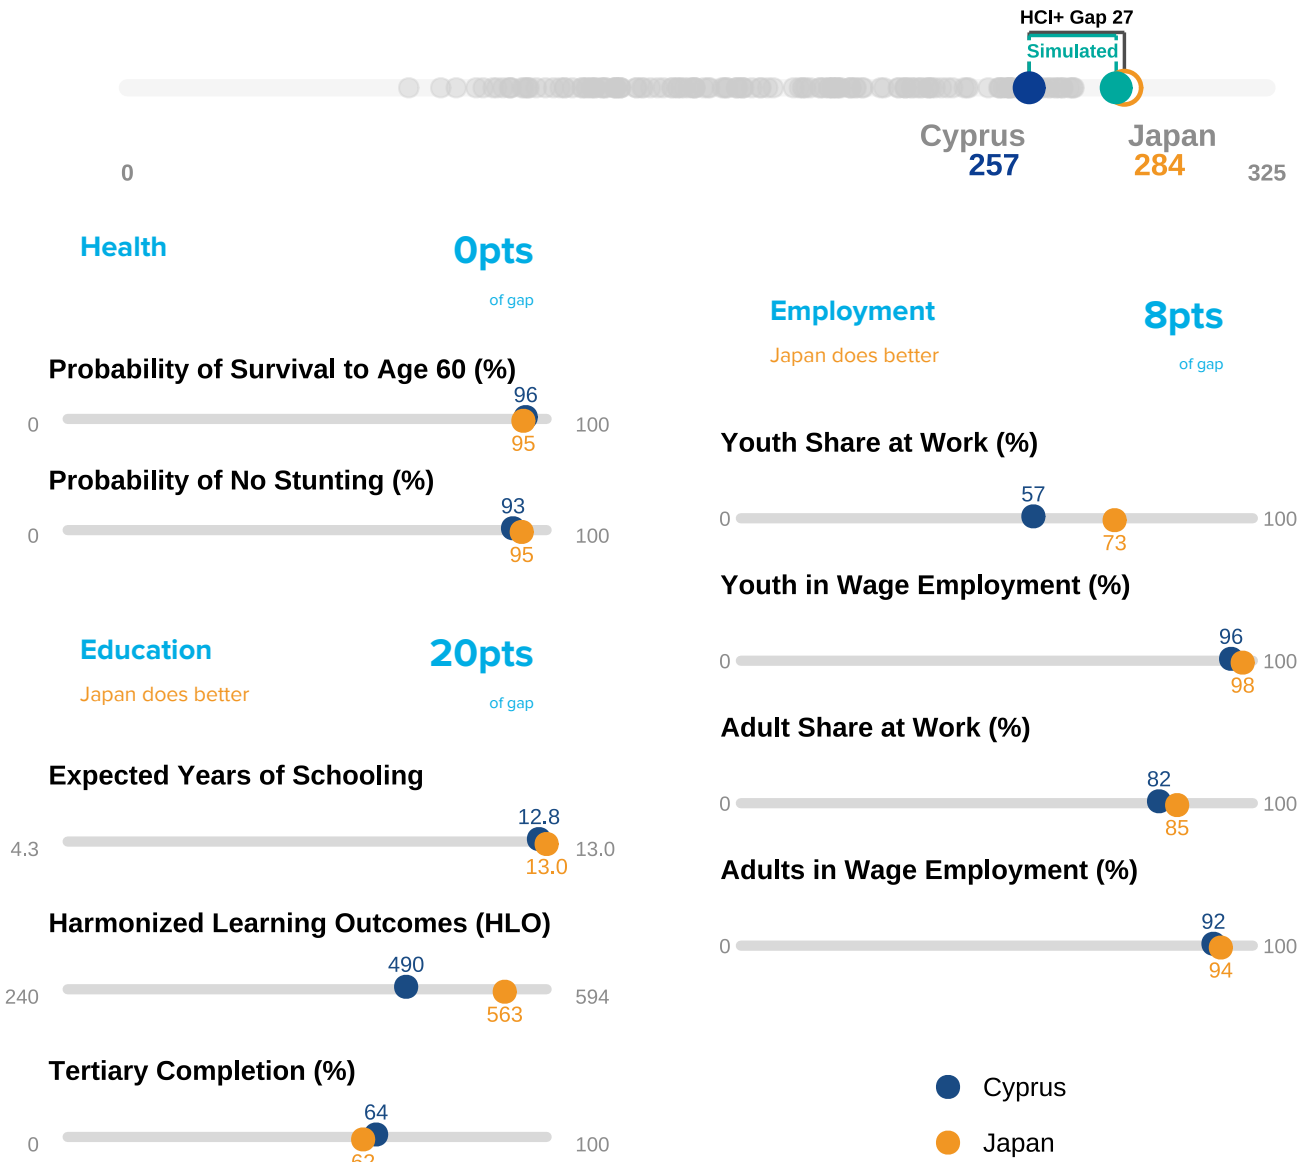 HCI+ Gap 27
Simulated
Cyprus
257
Japan
284
0
325
Health
0pts
of gap
Probability of Survival to Age 60 (%)
96
0
100
95
Probability of No Stunting (%)
93
0
100
95
Education
20pts
Japan does better
of gap
Expected Years of Schooling
12.8
4.3
13.0
13.0
Harmonized Learning Outcomes (HLO)
490
240
594
563
Tertiary Completion (%)
64
0
100
62
Employment
8pts
Japan does better
of gap
Youth Share at Work (%)
57
0
100
73
Youth in Wage Employment (%)
96
0
100
98
Adult Share at Work (%)
82
0
100
85
Adults in Wage Employment (%)
92
0
100
94
Cyprus
Japan